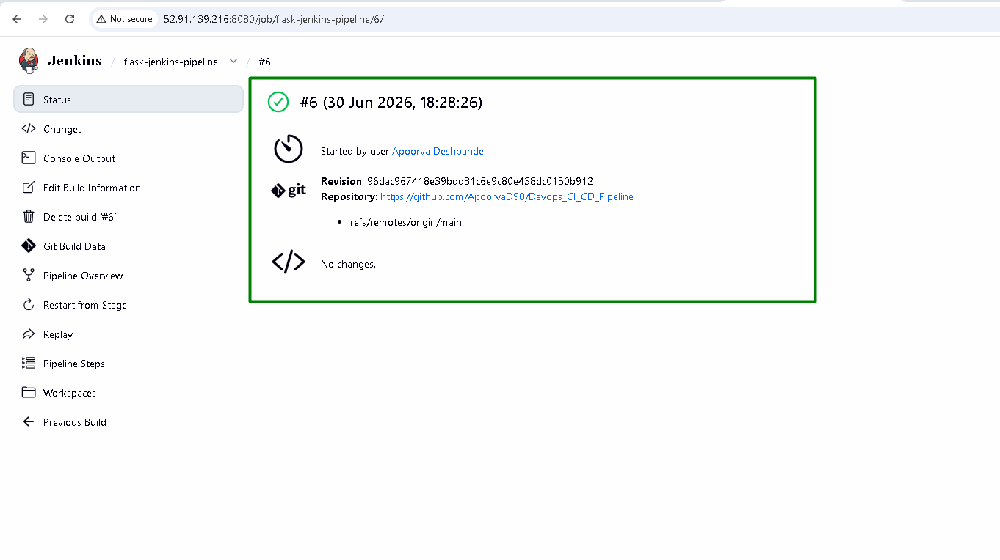 Not secure 52.91.139.216:8080/job/flask-jenkins-pipeline/6/
Jenkins / flask-jenkins-pipeline / #6
Status
Changes
Console Output
Edit Build Information
Delete build ‘#6’
Git Build Data
Pipeline Overview
Restart from Stage
Replay
Pipeline Steps
Workspaces
Previous Build
#6 (30 Jun 2026, 18:28:26)
Started by user Apoorva Deshpande
git
Revision: 96dac967418e39bdd31c6e9c80e438dc0150b912
Repository: https://github.com/ApoorvaD90/Devops_CI_CD_Pipeline
• refs/remotes/origin/main
No changes.